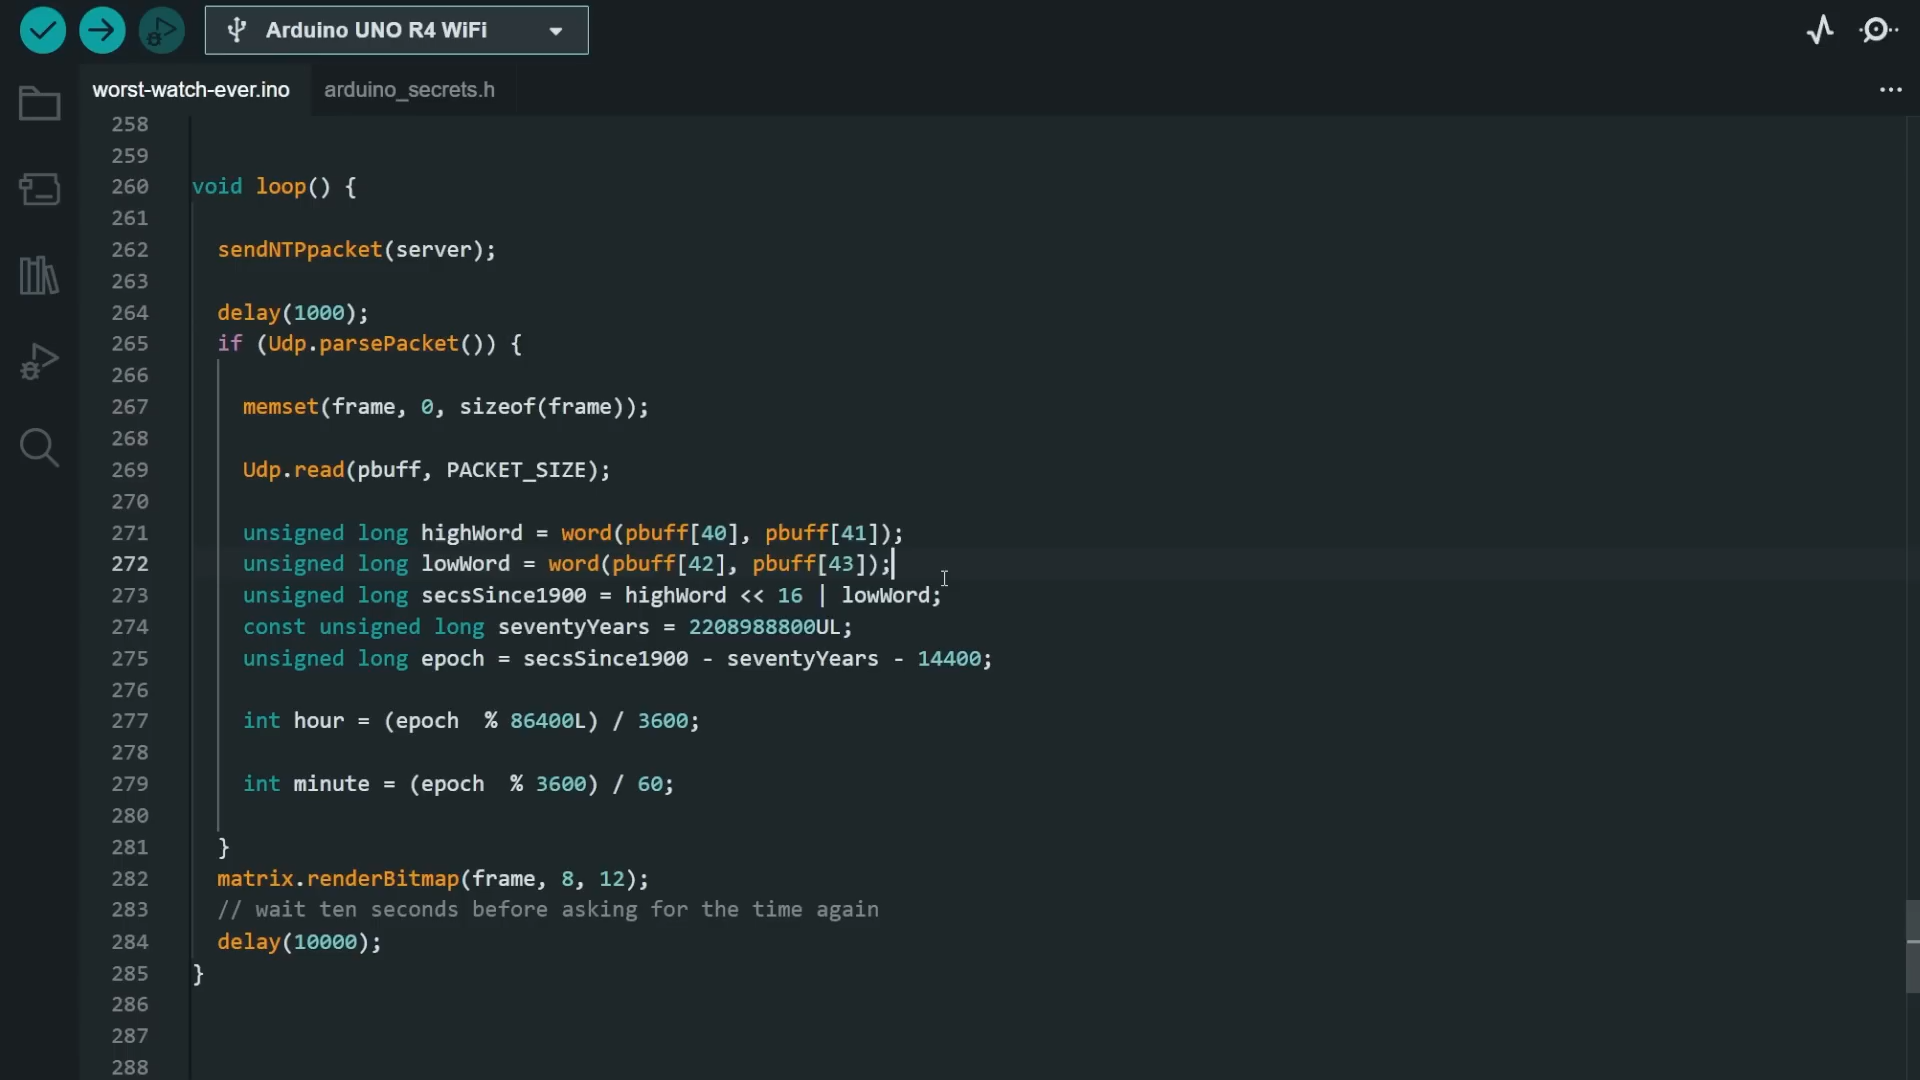 Arduino UNO R4 WiFi
worst-watch-ever.ino arduino_secrets.h
258
259
260 void loop() {
261
262   sendNTPpacket(server);
263
264   delay(1000);
265   if (Udp.parsePacket()) {
266
267     memset(frame, 0, sizeof(frame));
268
269     Udp.read(pbuff, PACKET_SIZE);
270
271     unsigned long highWord = word(pbuff[40], pbuff[41]);
272     unsigned long lowWord = word(pbuff[42], pbuff[43]);
273     unsigned long secsSince1900 = highWord << 16 | lowWord;
274     const unsigned long seventyYears = 2208988800UL;
275     unsigned long epoch = secsSince1900 - seventyYears - 14400;
276
277     int hour = (epoch  % 86400L) / 3600;
278
279     int minute = (epoch  % 3600) / 60;
280
281   }
282   matrix.renderBitmap(frame, 8, 12);
283   // wait ten seconds before asking for the time again
284   delay(10000);
285 }
286
287
288